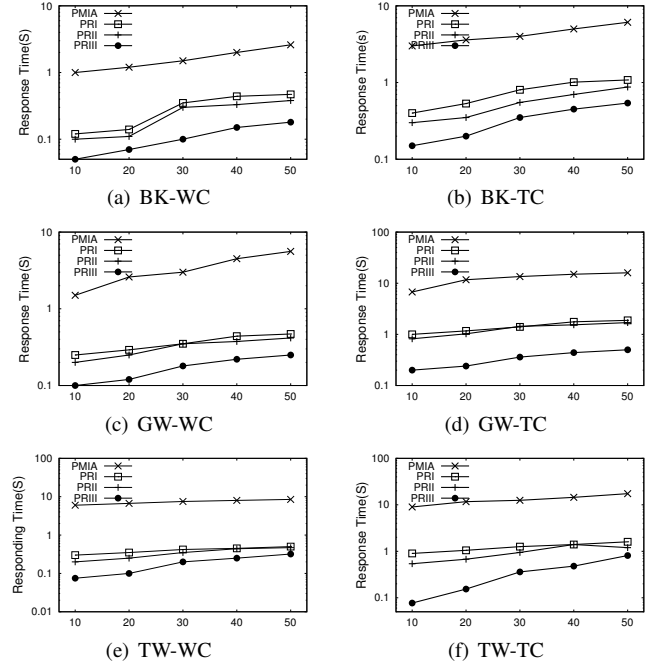 10
1
0.1
Response Time(S)
PMIA
PRI
PRII
PRIII
10 20 30 40 50
(a) BK-WC
10
1
0.1
Response Time(s)
PMIA
PRI
PRII
PRIII
10 20 30 40 50
(b) BK-TC
10
1
0.1
Response Time(S)
PMIA
PRI
PRII
PRIII
10 20 30 40 50
(c) GW-WC
100
10
1
0.1
Response Time(S)
PMIA
PRI
PRII
PRIII
10 20 30 40 50
(d) GW-TC
100
10
1
0.1
0.01
Responding Time(S)
PMIA
PRI
PRII
PRIII
10 20 30 40 50
(e) TW-WC
100
10
1
0.1
Response Time(S)
PMIA
PRI
PRII
PRIII
10 20 30 40 50
(f) TW-TC